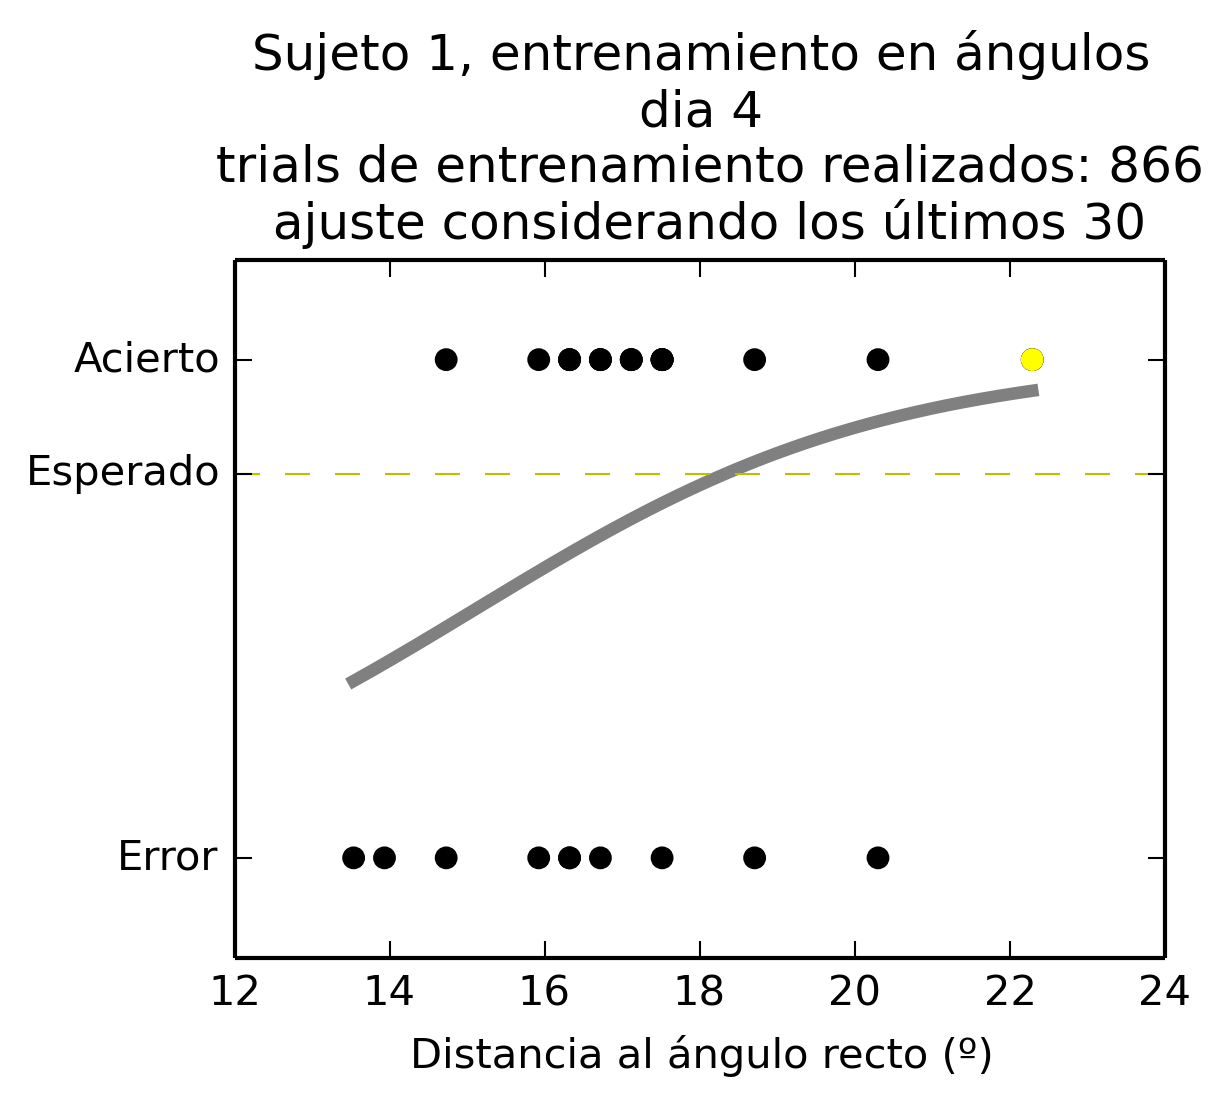 Sujeto 1, entrenamiento en ángulos
dia 4
trials de entrenamiento realizados: 866
ajuste considerando los últimos 30
Acierto
Esperado
Error
12 14 16 18 20 22 24
Distancia al ángulo recto (º)